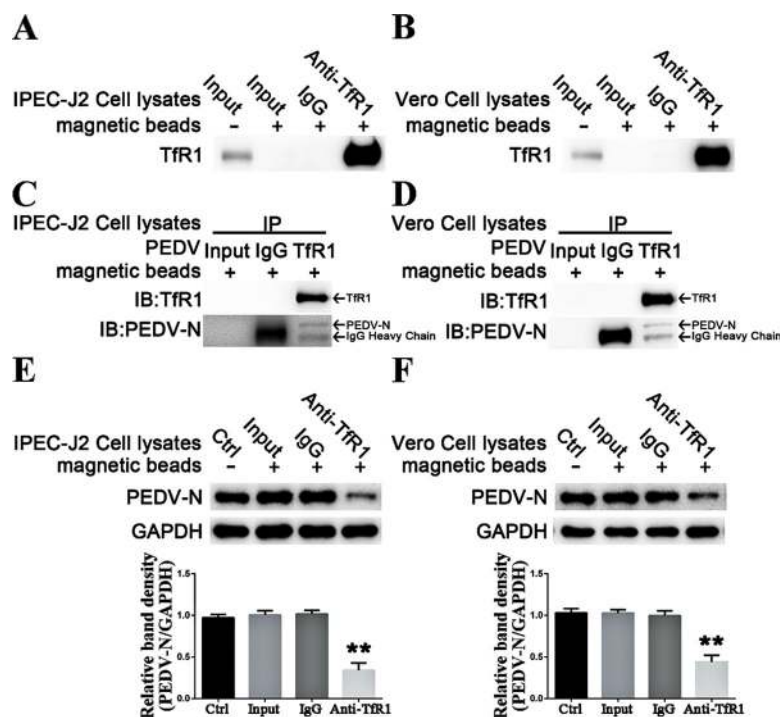 A
Input Input IgG Anti-TfR1
IPEC-J2 Cell lysates
magnetic beads - + + +
TfR1
B
Input Input IgG Anti-TfR1
Vero Cell lysates
magnetic beads - + + +
TfR1
C
IPEC-J2 Cell lysates IP
PEDV Input IgG TfR1
magnetic beads + + +
IB:TfR1 ←TfR1
IB:PEDV-N ←PEDV-N
←IgG Heavy Chain
D
Vero Cell lysates IP
PEDV Input IgG TfR1
magnetic beads + + +
IB:TfR1 ←TfR1
IB:PEDV-N ←PEDV-N
←IgG Heavy Chain
E
Ctrl Input IgG Anti-TfR1
IPEC-J2 Cell lysates
magnetic beads - + + +
PEDV-N
GAPDH
Relative band density
(PEDV-N/GAPDH)
1.5
1.0
0.5
0.0
**
Ctrl Input IgG Anti-TfR1
F
Ctrl Input IgG Anti-TfR1
Vero Cell lysates
magnetic beads - + + +
PEDV-N
GAPDH
Relative band density
(PEDV-N/GAPDH)
1.5
1.0
0.5
0.0
**
Ctrl Input IgG Anti-TfR1